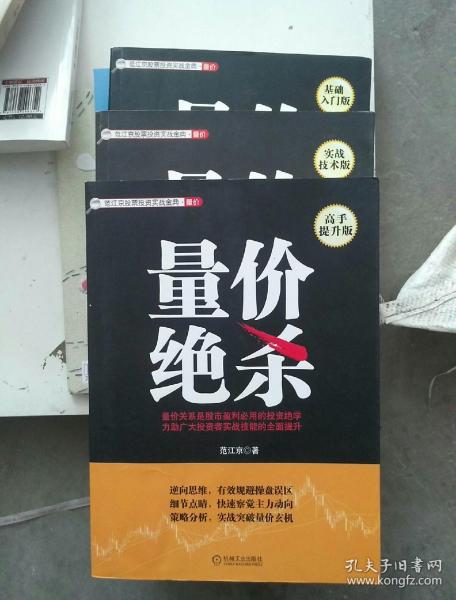 范江京股票投资实战金典·量价
基础
入门版
量价
范江京股票投资实战金典·量价
实战
技术版
量价
范江京股票投资实战金典·量价
高手
提升版
量价
绝杀
量价关系是股市盈利必用的投资绝学
力助广大投资者实战技能的全面提升
范江京◎著
逆向思维，有效规避操盘误区
细节点睛，快速察觉主力动向
策略分析，实战突破量价玄机
机械工业出版社
CHINA MACHINE PRESS
孔夫子旧书网
www.kongfz.com